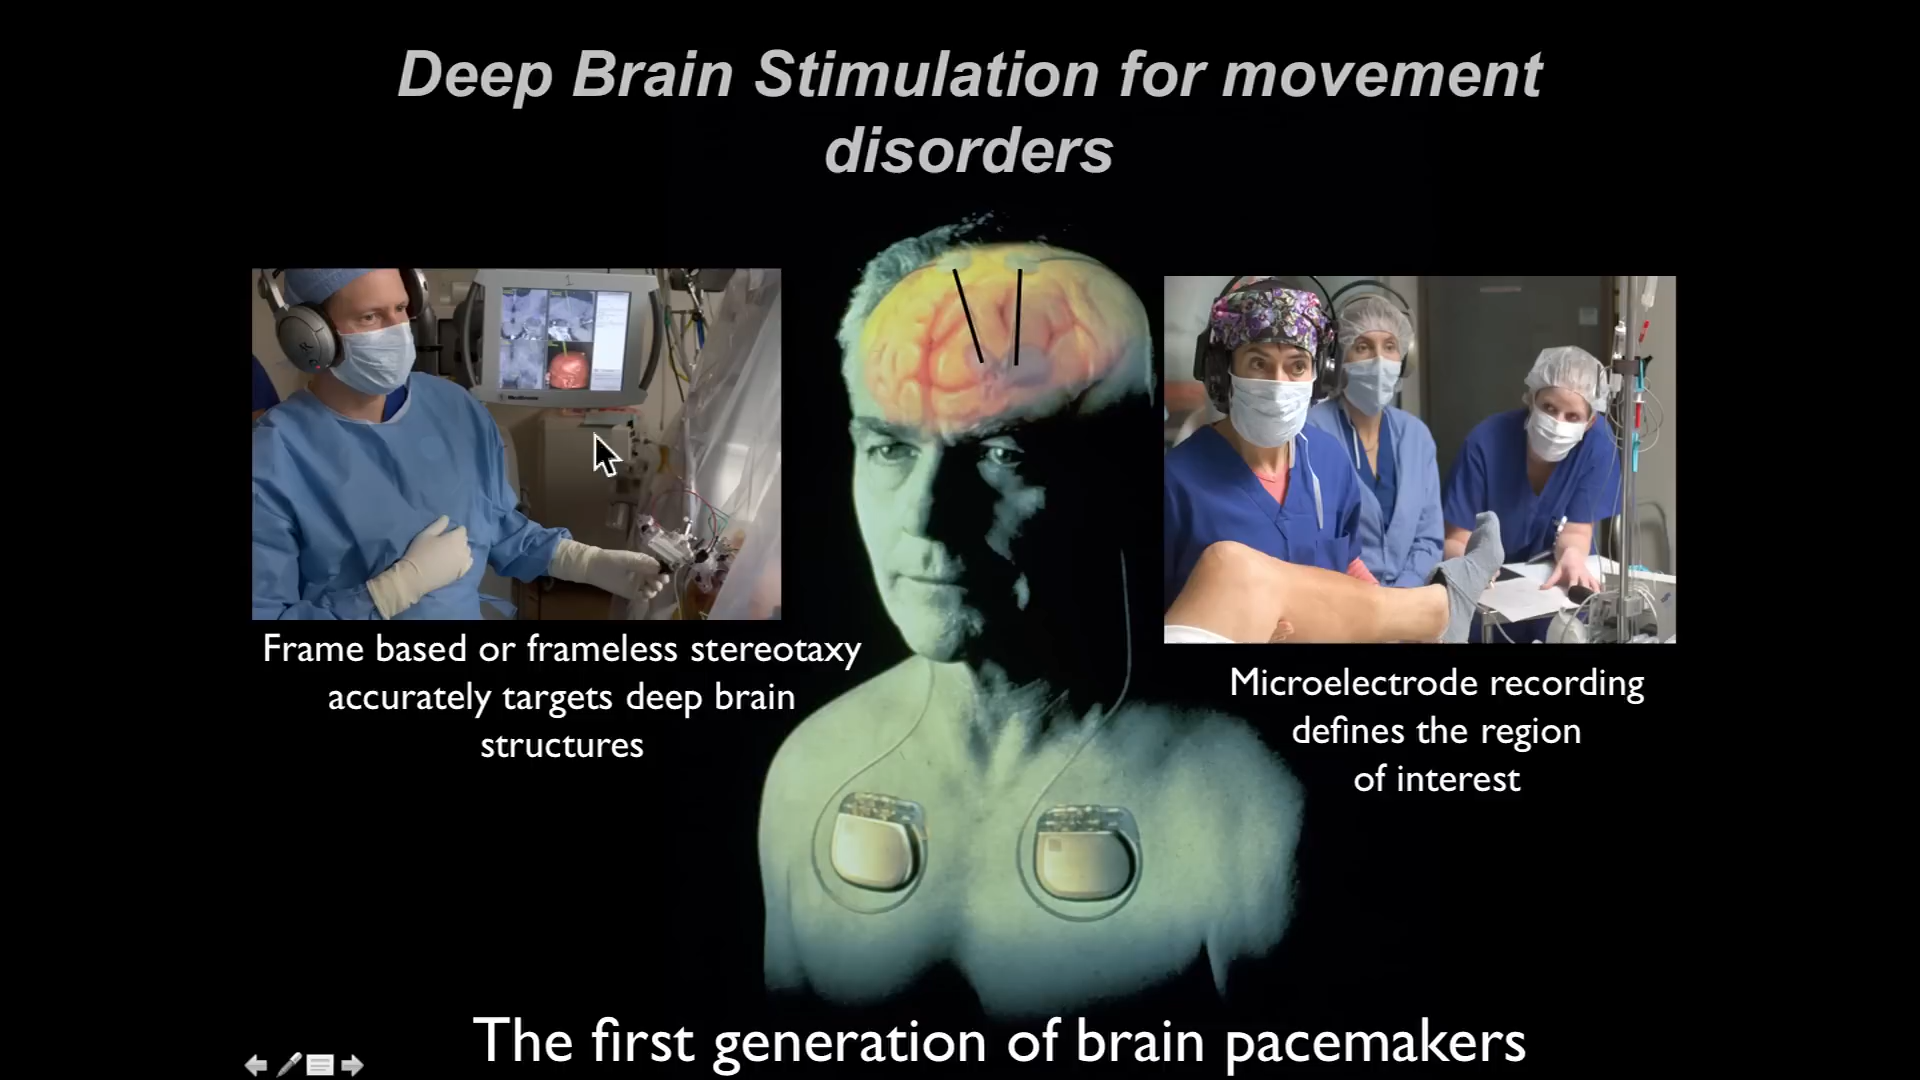 Deep Brain Stimulation for movement
disorders
Frame based or frameless stereotaxy
accurately targets deep brain
structures
Microelectrode recording
defines the region
of interest
The first generation of brain pacemakers